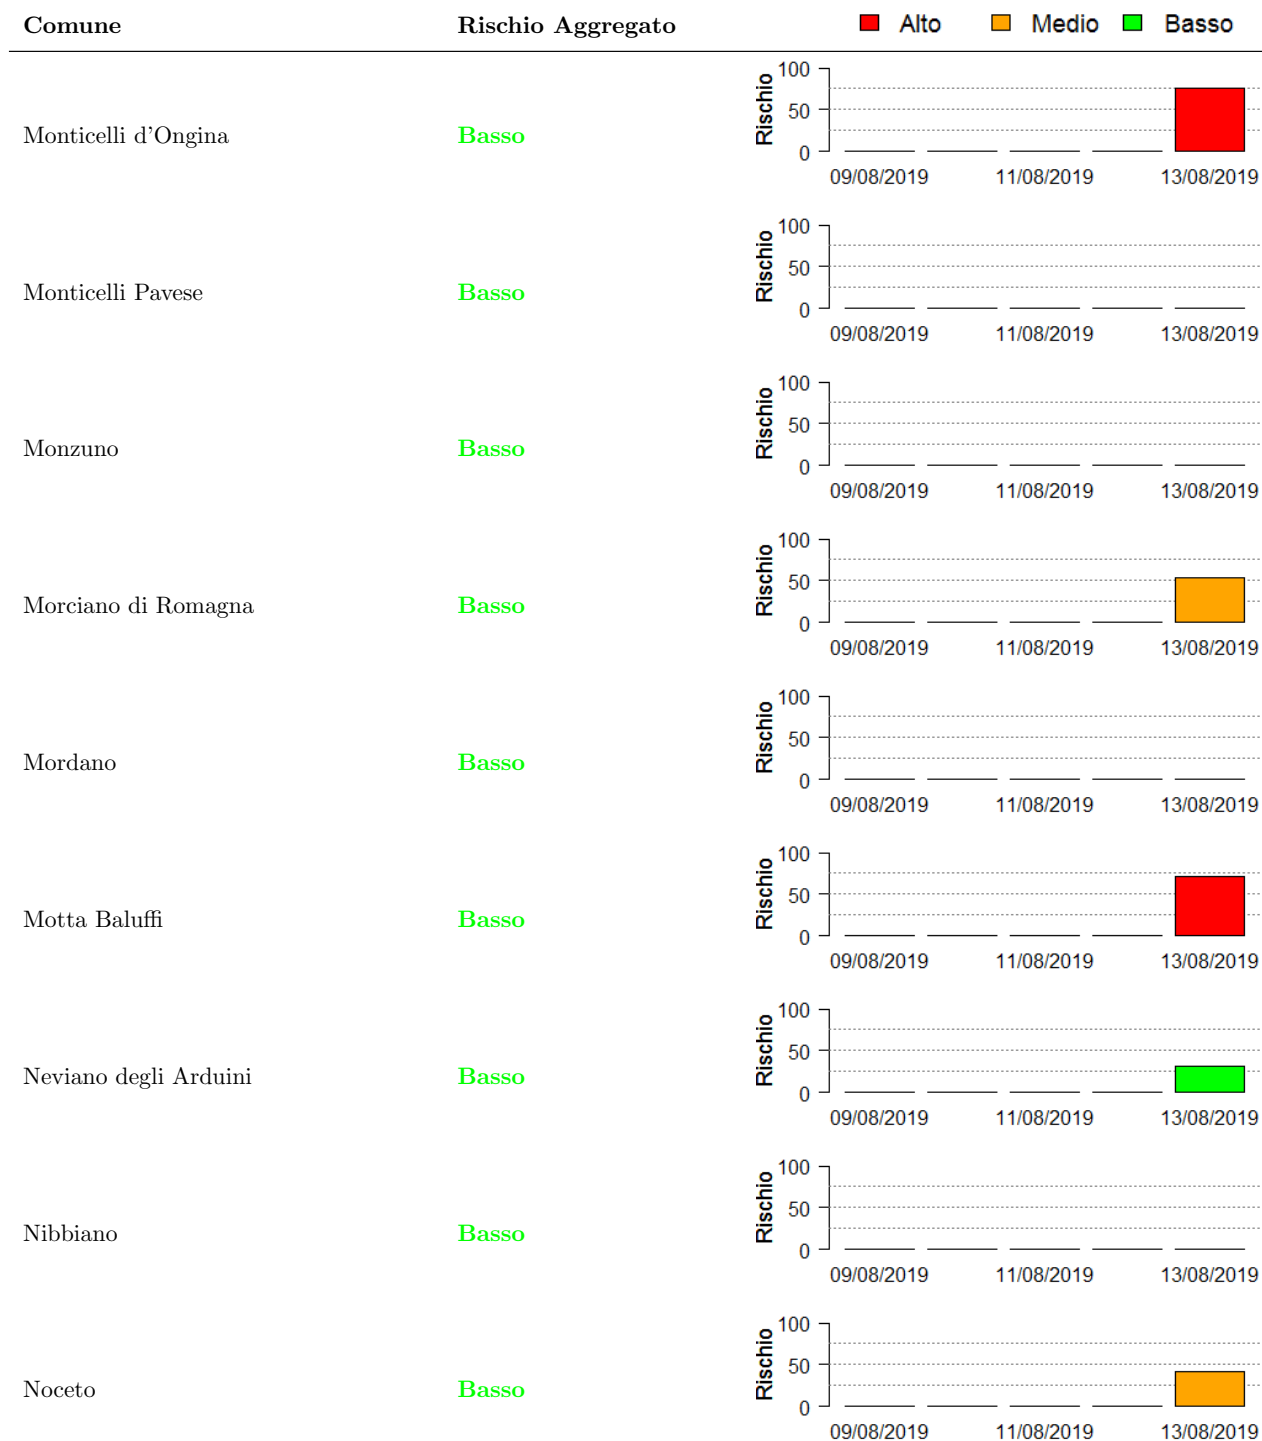 Comune Rischio Aggregato Alto Medio Basso
Monticelli d'Ongina Basso
Rischio
100
50
0
09/08/2019 11/08/2019 13/08/2019
Monticelli Pavese Basso
Rischio
100
50
0
09/08/2019 11/08/2019 13/08/2019
Monzuno Basso
Rischio
100
50
0
09/08/2019 11/08/2019 13/08/2019
Morciano di Romagna Basso
Rischio
100
50
0
09/08/2019 11/08/2019 13/08/2019
Mordano Basso
Rischio
100
50
0
09/08/2019 11/08/2019 13/08/2019
Motta Baluffi Basso
Rischio
100
50
0
09/08/2019 11/08/2019 13/08/2019
Neviano degli Arduini Basso
Rischio
100
50
0
09/08/2019 11/08/2019 13/08/2019
Nibbiano Basso
Rischio
100
50
0
09/08/2019 11/08/2019 13/08/2019
Noceto Basso
Rischio
100
50
0
09/08/2019 11/08/2019 13/08/2019